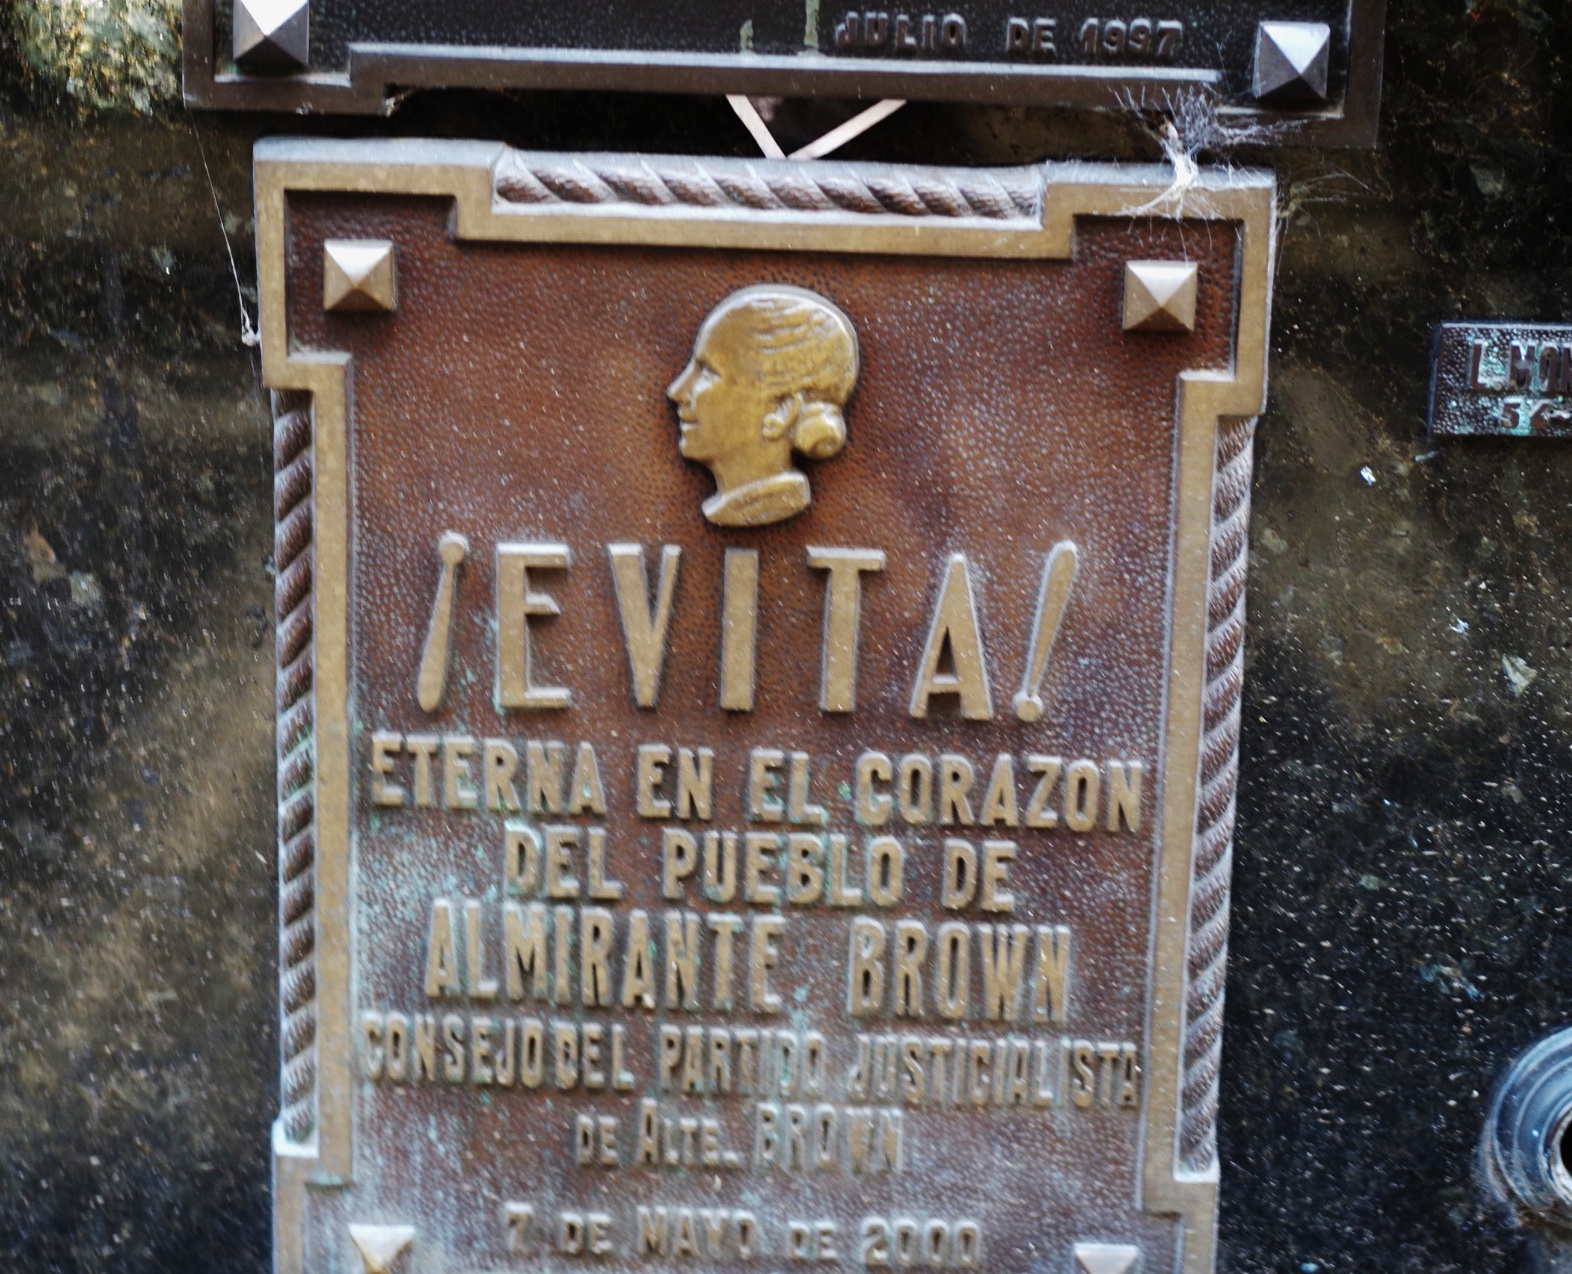 JULIO DE 1997
¡EVITA!
ETERNA EN EL CORAZON
DEL PUEBLO DE
ALMIRANTE BROWN
CONSEJO DEL PARTIDO JUSTICIALISTA
DE ALTE. BROWN
7 DE MAYO DE 2000